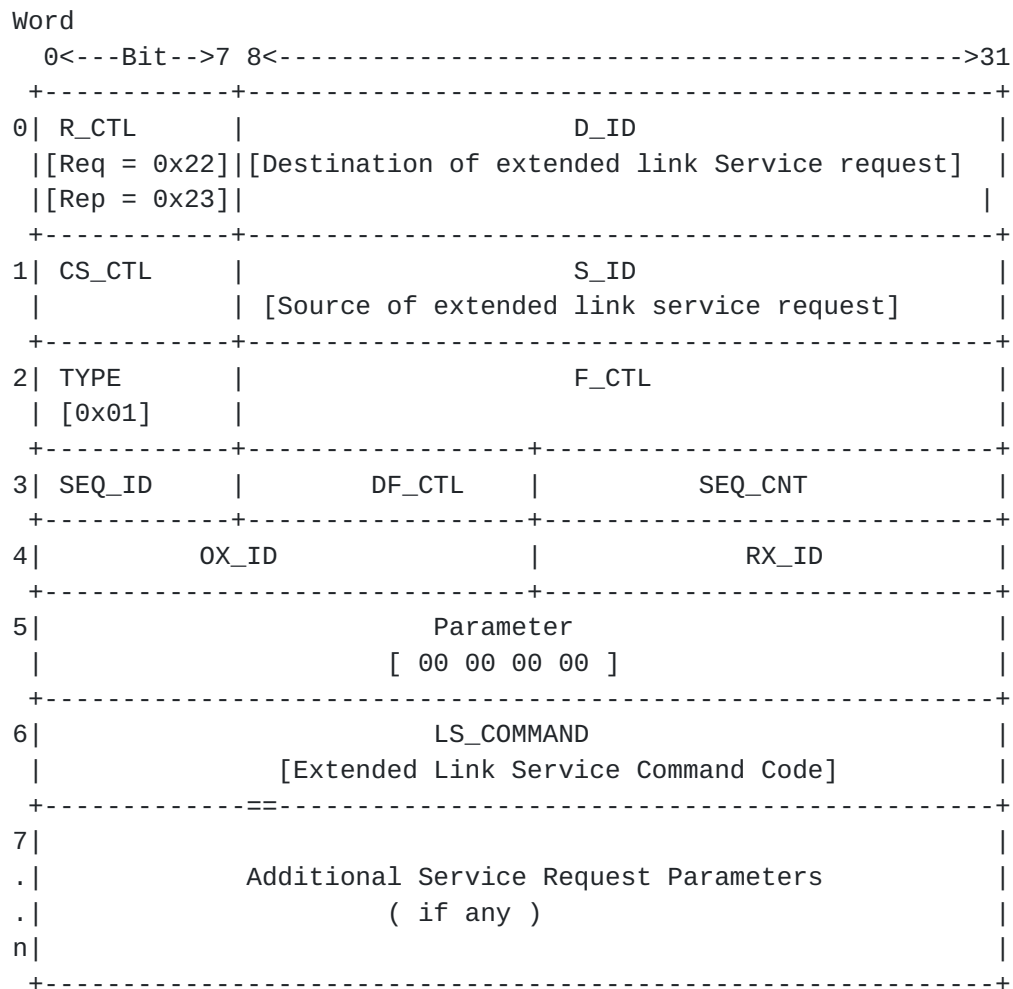 Word
  0<---Bit-->7 8<-------------------------------------------->31
 +------------+------------------------------------------------+
0| R_CTL      |                     D_ID                       |
 |[Req = 0x22]|[Destination of extended link Service request]  |
 |[Rep = 0x23]|                                               |
 +------------+------------------------------------------------+
1| CS_CTL     |                     S_ID                       |
 |            | [Source of extended link service request]      |
 +------------+------------------------------------------------+
2| TYPE       |                     F_CTL                      |
 | [0x01]     |                                                |
 +------------+------------------+-----------------------------+
3| SEQ_ID     |        DF_CTL    |          SEQ_CNT            |
 +------------+------------------+-----------------------------+
4|          OX_ID                |             RX_ID           |
 +-------------------------------+-----------------------------+
5|                         Parameter                           |
 |                      [ 00 00 00 00 ]                        |
 +-------------------------------------------------------------+
6|                         LS_COMMAND                          |
 |               [Extended Link Service Command Code]          |
 +-------------==----------------------------------------------+
7|                                                             |
.|             Additional Service Request Parameters           |
.|                      ( if any )                             |
n|                                                             |
 +-------------------------------------------------------------+